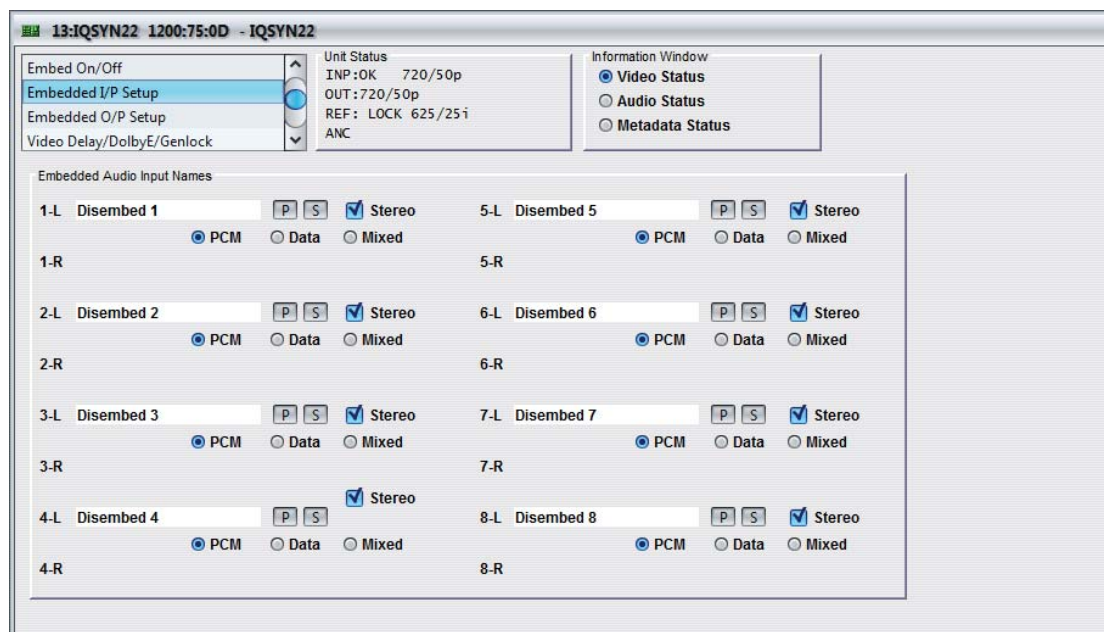 13:IQSYN22 1200:75:0D - IQSYN22
Embed On/Off
Embedded I/P Setup
Embedded O/P Setup
Video Delay/DolbyE/Genlock
Unit Status
INP:OK 720/50p
OUT:720/50p
REF: LOCK 625/25i
ANC
Information Window
Video Status
Audio Status
Metadata Status
Embedded Audio Input Names
1-L Disembed 1 P S Stereo
PCM Data Mixed
1-R
2-L Disembed 2 P S Stereo
PCM Data Mixed
2-R
3-L Disembed 3 P S Stereo
PCM Data Mixed
3-R
Stereo
4-L Disembed 4 P S
PCM Data Mixed
4-R
5-L Disembed 5 P S Stereo
PCM Data Mixed
5-R
6-L Disembed 6 P S Stereo
PCM Data Mixed
6-R
7-L Disembed 7 P S Stereo
PCM Data Mixed
7-R
8-L Disembed 8 P S Stereo
PCM Data Mixed
8-R